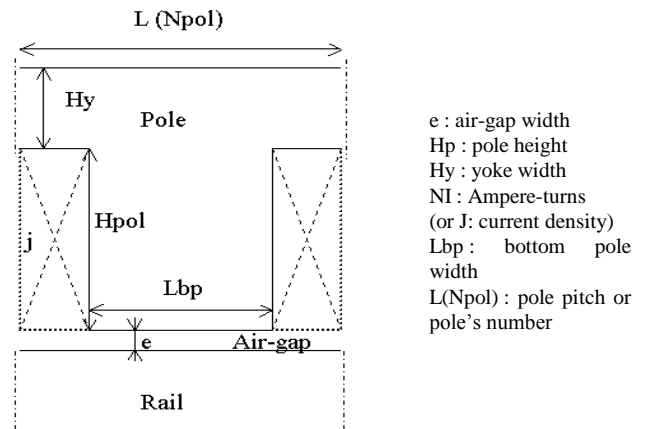 L (Npol)
Hy
Pole
Hpol
j
Lbp
e
Air-gap
Rail
e : air-gap width
Hp : pole height
Hy : yoke width
NI : Ampere-turns
(or J: current density)
Lbp : bottom pole
width
L(Npol) : pole pitch or
pole's number